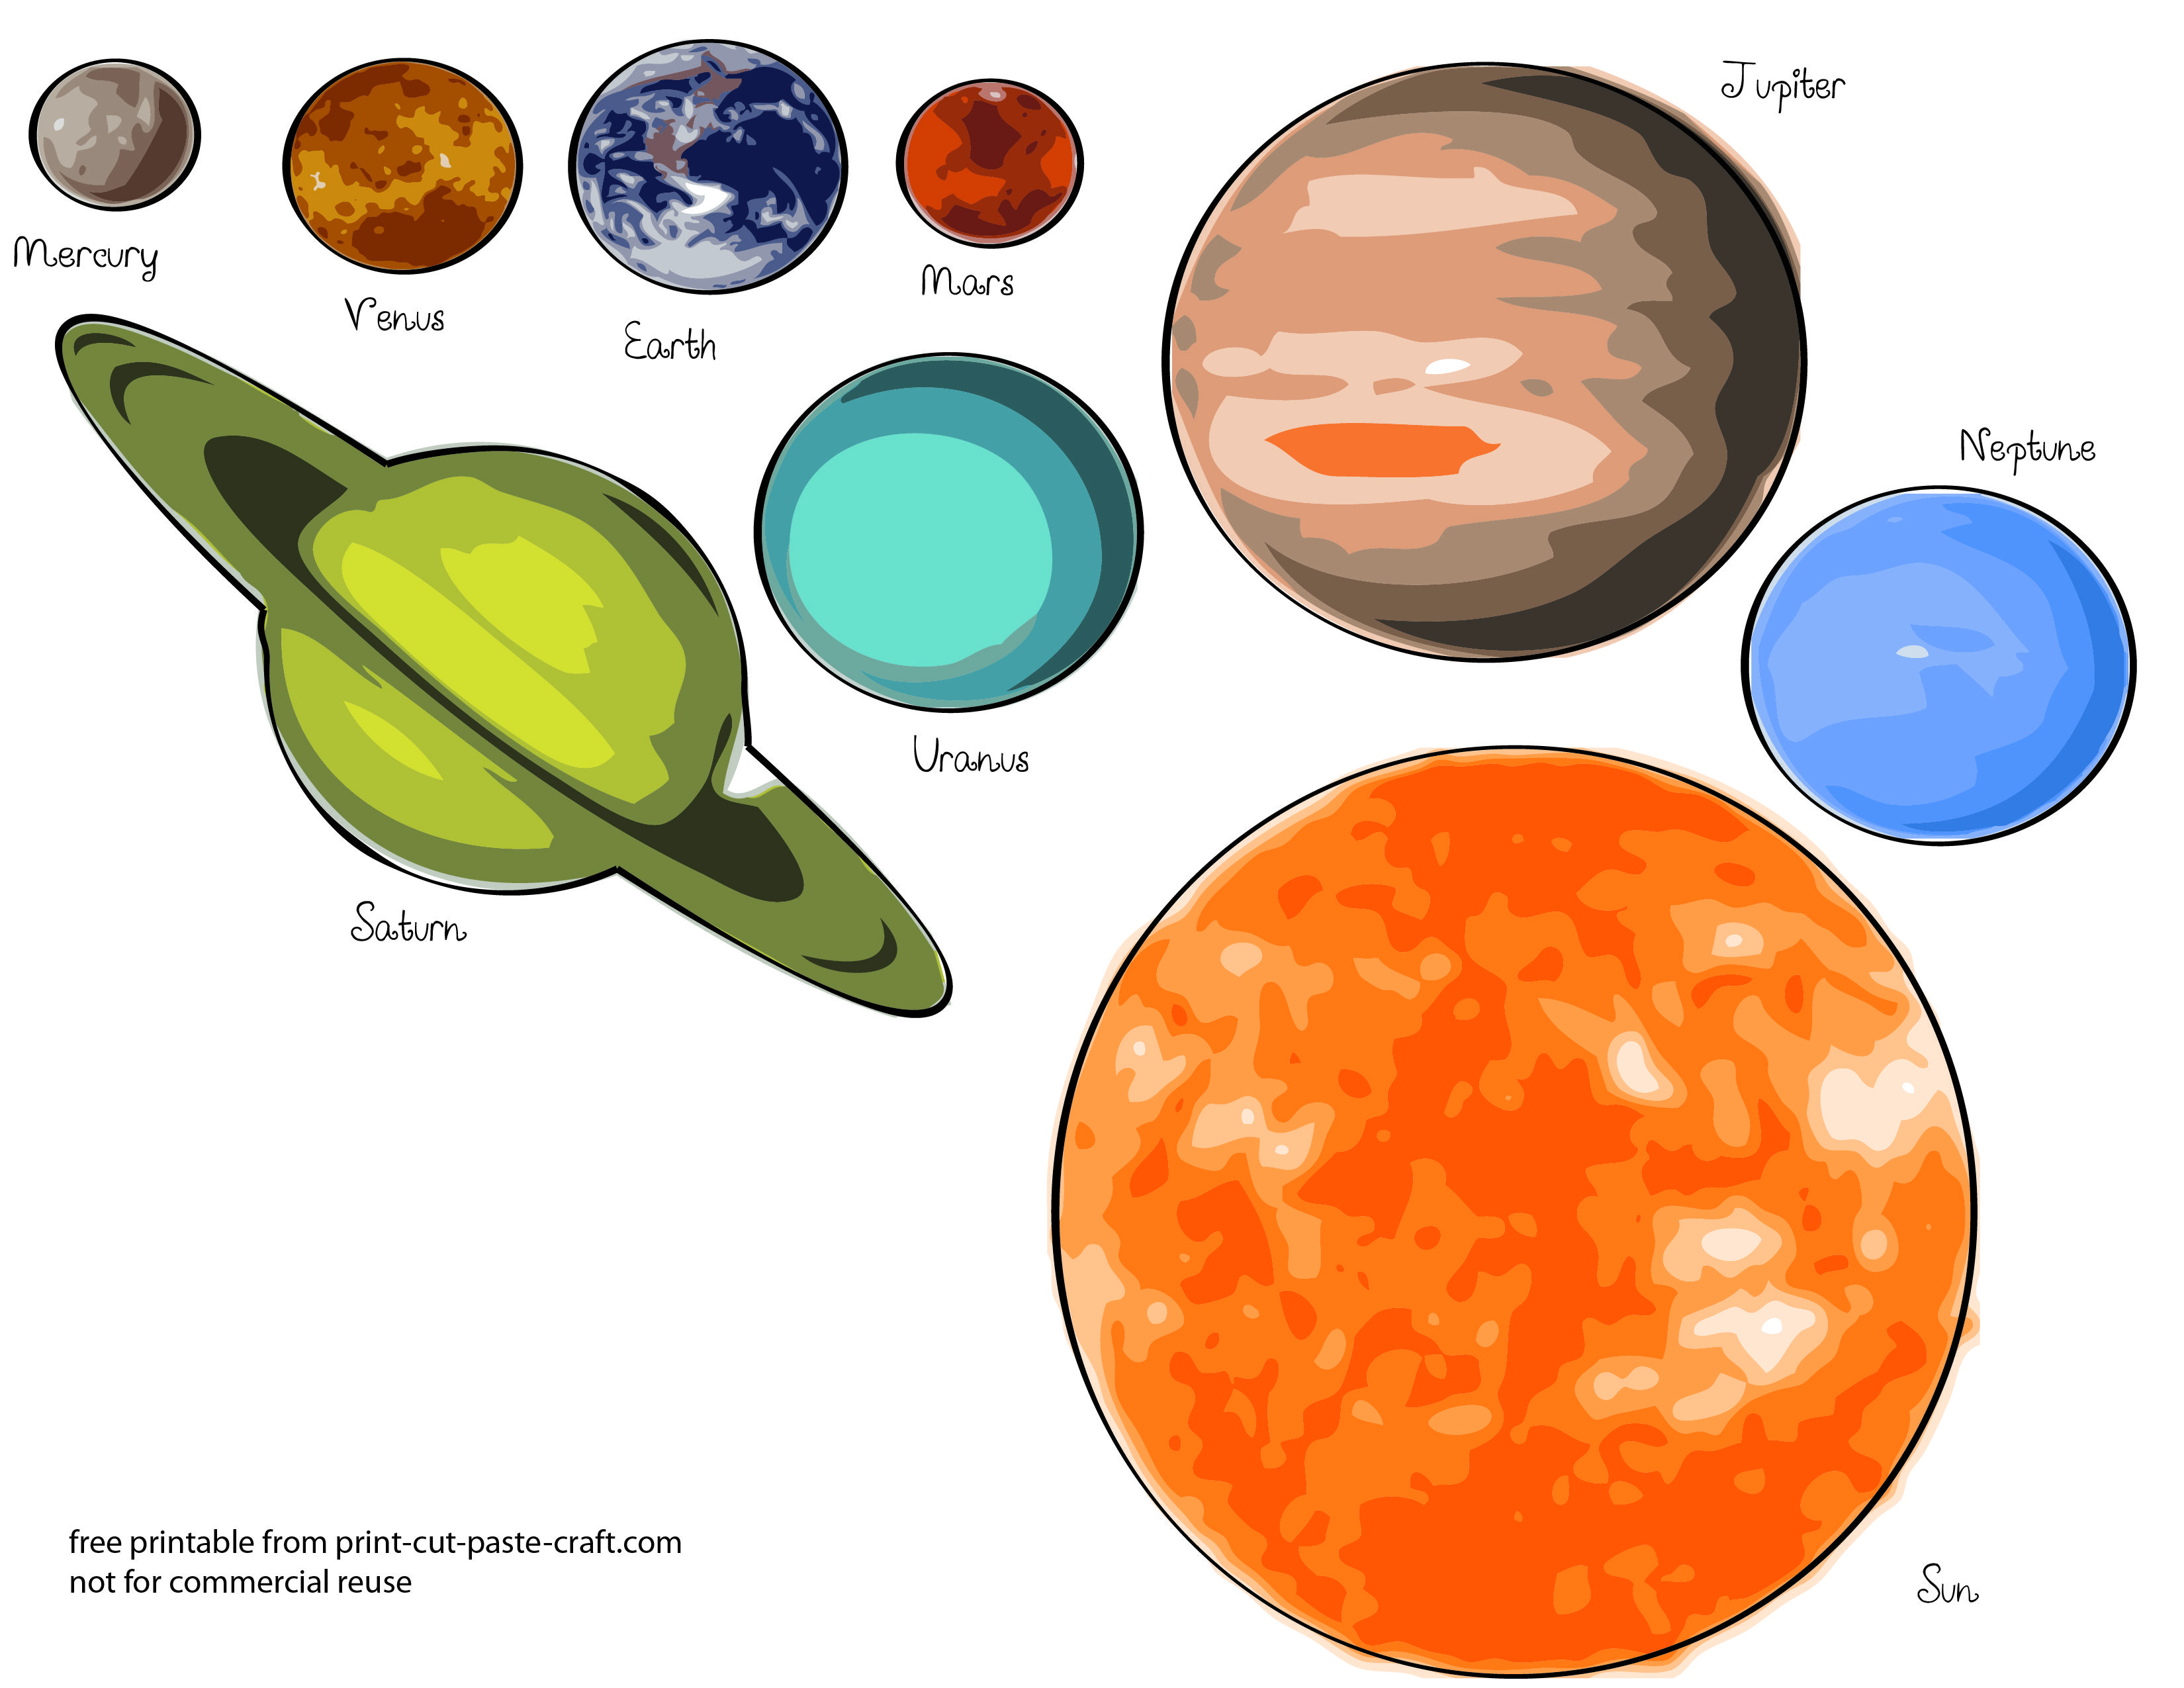 Mercury
Venus
Earth
Mars
Jupiter
Saturn
Uranus
Neptune
Sun
free printable from print-cut-paste-craft.com
not for commercial reuse